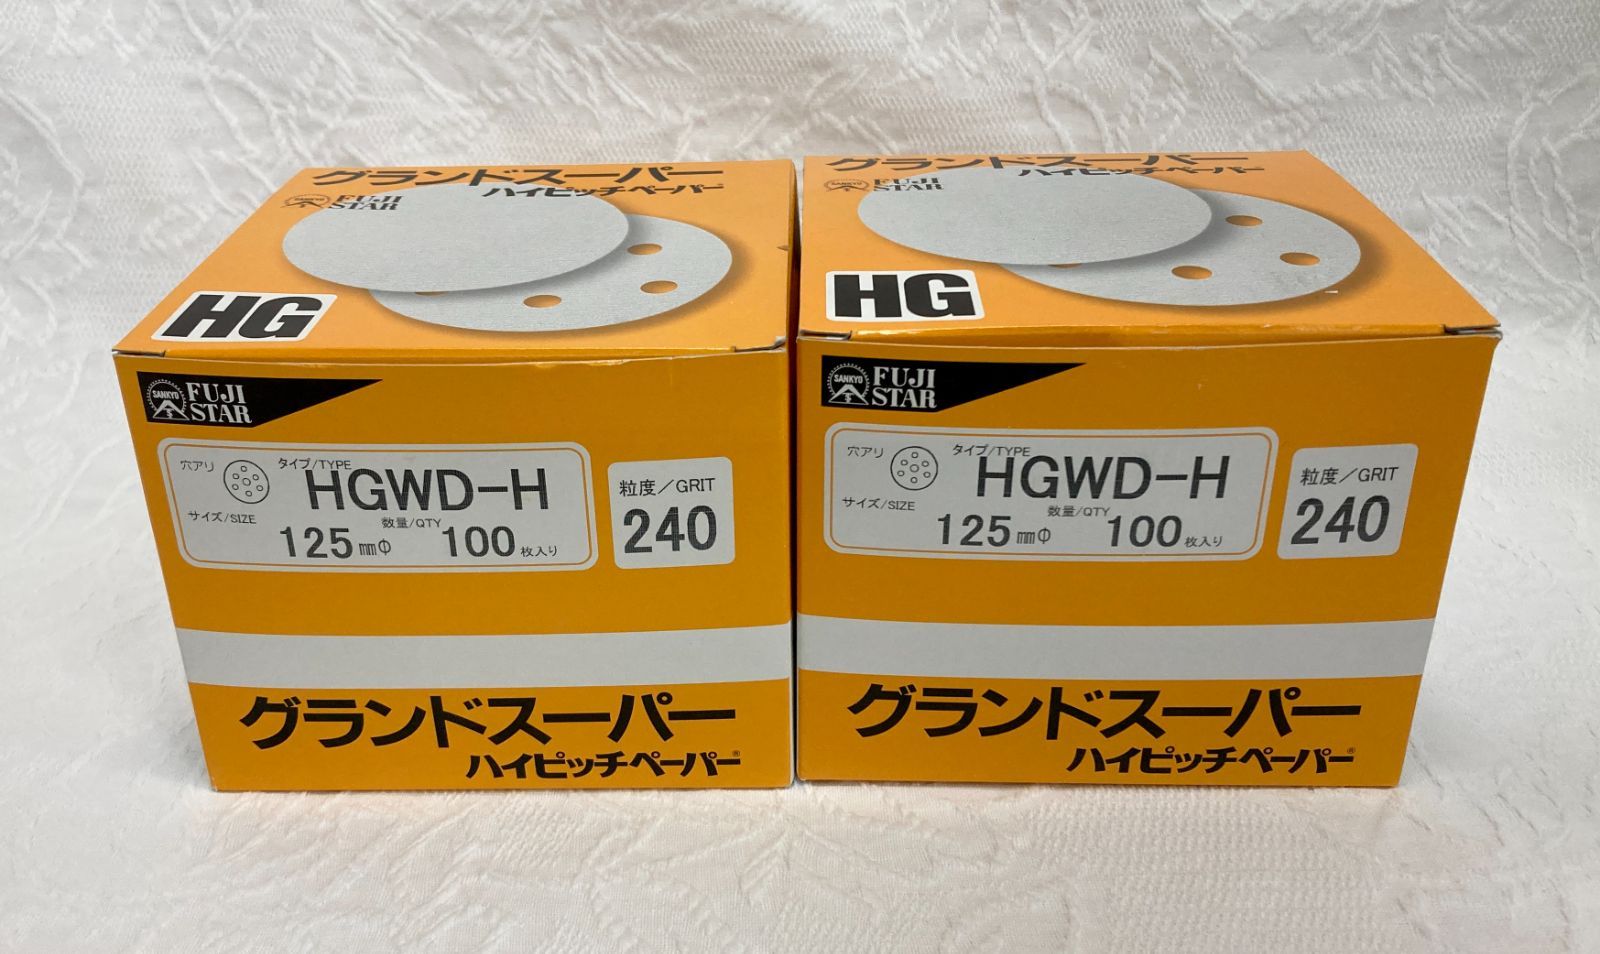 グランドスーパー
ハイピッチペーパー®
SANKYO
FUJI
STAR
HG
SANKYO
FUJI
STAR
穴アリ
タイプ/TYPE
HGWD-H
サイズ/SIZE
125㎜Φ
数量/QTY
100枚入り
粒度/GRIT
240
グランドスーパー
ハイピッチペーパー®
グランドスーパー
ハイピッチペーパー®
SANKYO
FUJI
STAR
HG
SANKYO
FUJI
STAR
穴アリ
タイプ/TYPE
HGWD-H
サイズ/SIZE
125㎜Φ
数量/QTY
100枚入り
粒度/GRIT
240
グランドスーパー
ハイピッチペーパー®